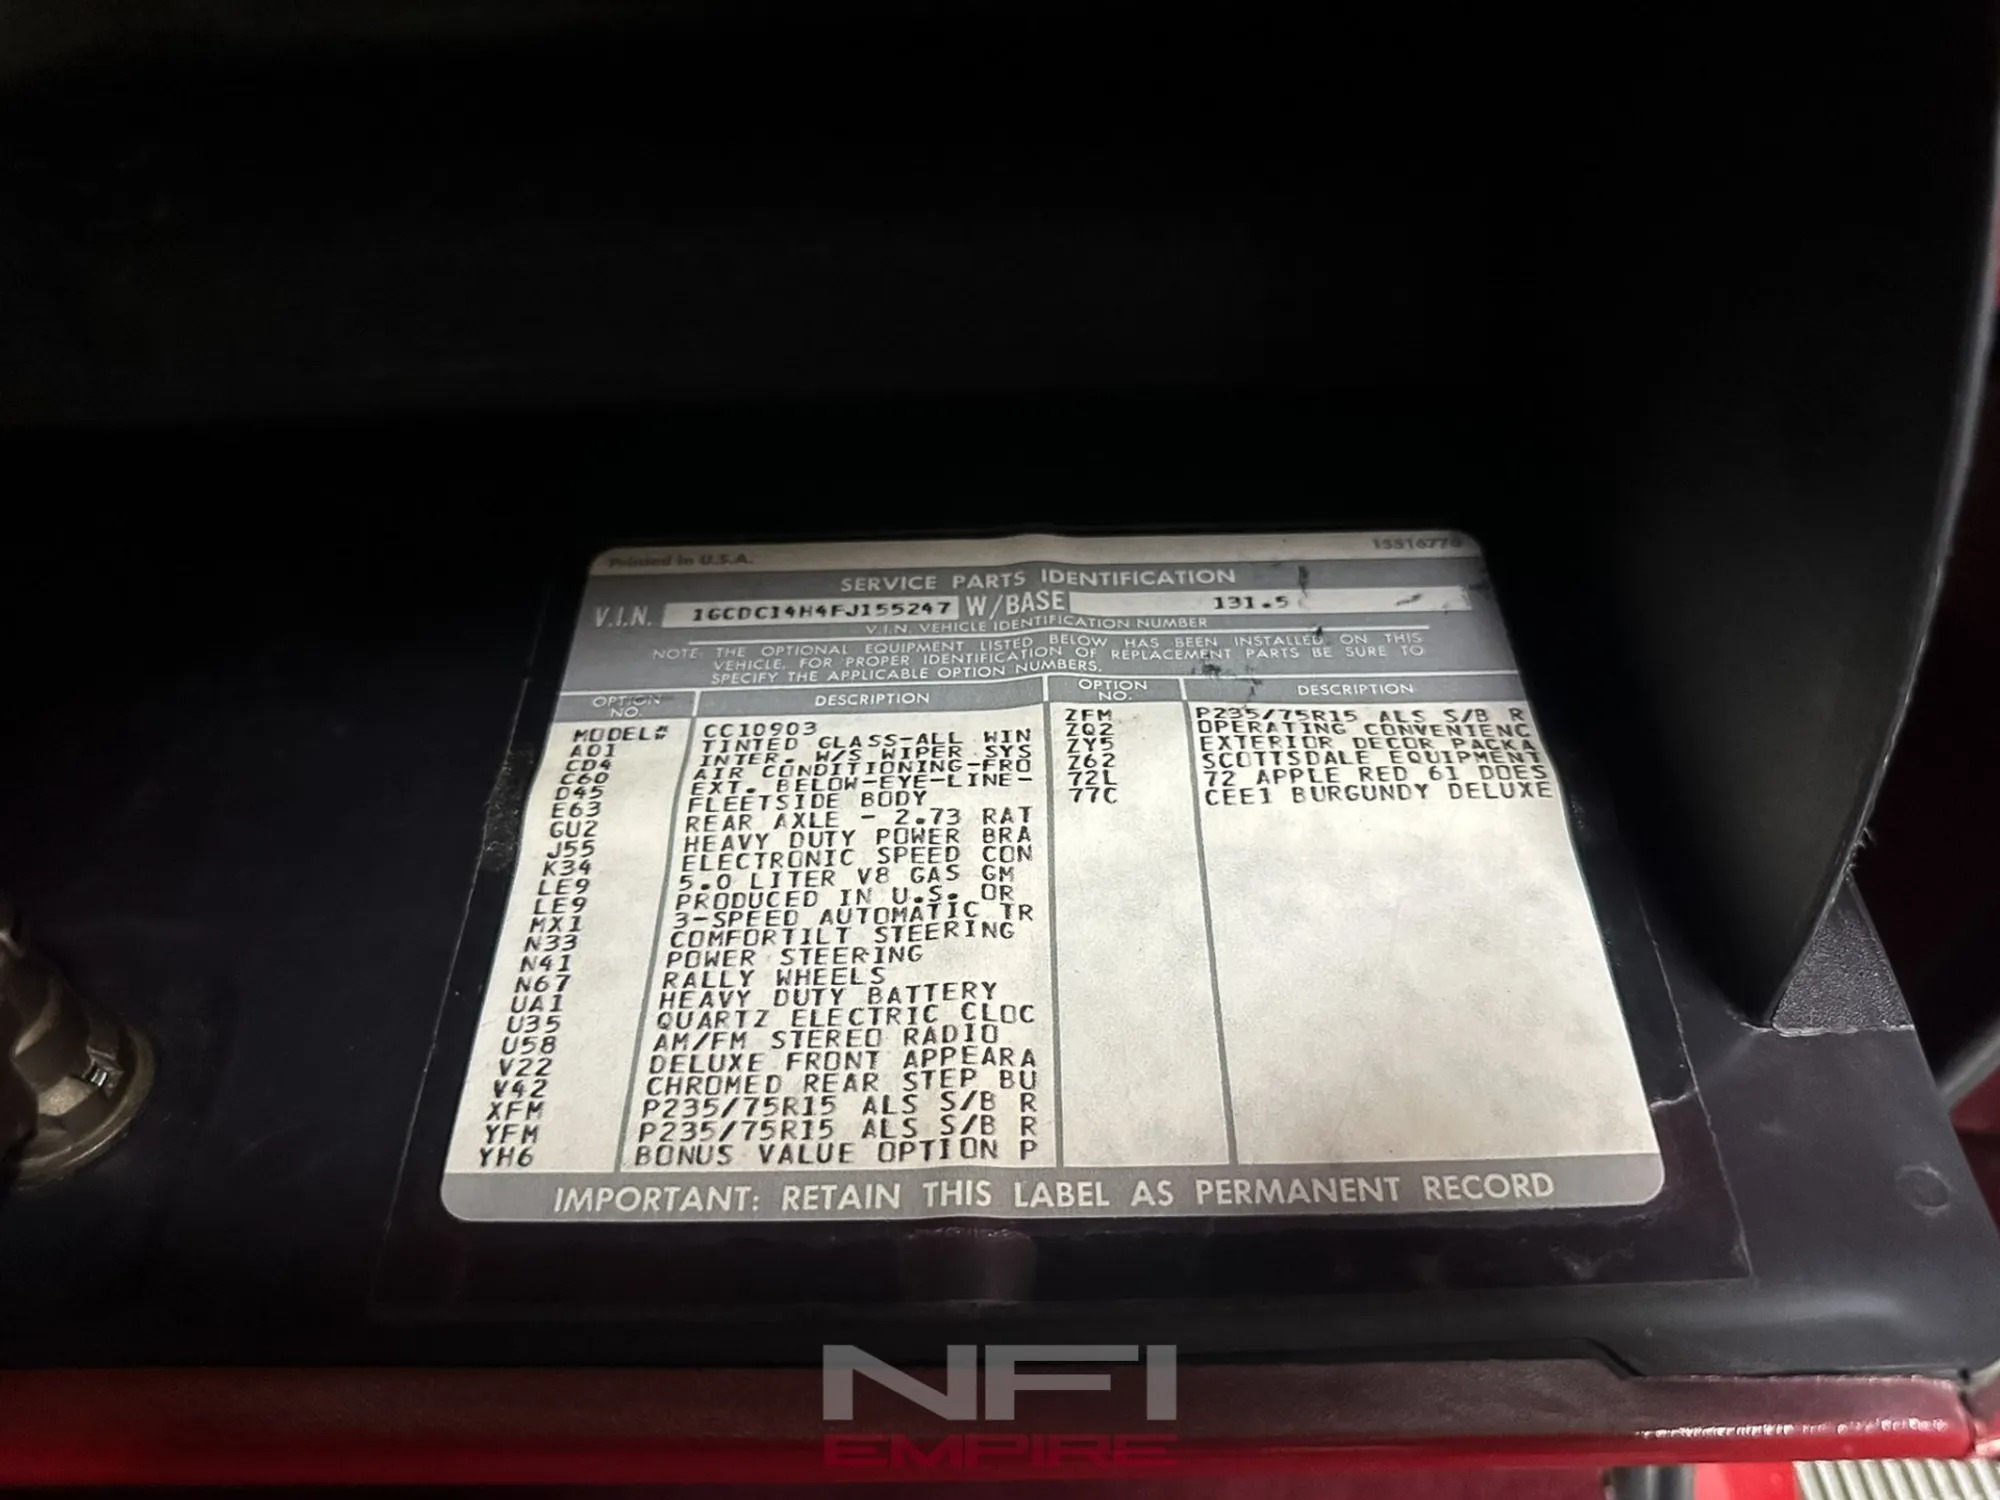 Printed in U.S.A. 15516776
SERVICE PARTS IDENTIFICATION
V.I.N. 1GCDC14H4FJ155247 W/BASE 131.5
V.I.N. VEHICLE IDENTIFICATION NUMBER
NOTE: THE OPTIONAL EQUIPMENT LISTED BELOW HAS BEEN INSTALLED ON THIS
VEHICLE, FOR PROPER IDENTIFICATION OF REPLACEMENT PARTS BE SURE TO
SPECIFY THE APPLICABLE OPTION NUMBERS.
OPTION NO. DESCRIPTION
MODEL# CC10903
A01 TINTED GLASS-ALL WIN
CD4 INTER. W/S WIPER SYS
C60 AIR CONDITIONING-FRO
D45 EXT. BELOW-EYE-LINE-
E63 FLEETSIDE BODY
GU2 REAR AXLE - 2.73 RAT
J55 HEAVY DUTY POWER BRA
K34 ELECTRONIC SPEED CON
LE9 5.0 LITER V8 GAS GM
LE9 PRODUCED IN U.S. OR
MX1 3-SPEED AUTOMATIC TR
N33 COMFORTILT STEERING
N41 POWER STEERING
N67 RALLY WHEELS
UA1 HEAVY DUTY BATTERY
U35 QUARTZ ELECTRIC CLOC
U58 AM/FM STEREO RADIO
V22 DELUXE FRONT APPEARA
V42 CHROMED REAR STEP BU
XFM P235/75R15 ALS S/B R
YFM P235/75R15 ALS S/B R
YH6 BONUS VALUE OPTION P
OPTION NO. DESCRIPTION
ZFM P235/75R15 ALS S/B R
ZQ2 OPERATING CONVENIENC
ZY5 EXTERIOR DECOR PACKA
Z62 SCOTTSDALE EQUIPMENT
72L 72 APPLE RED 61 DOES
77C CEE1 BURGUNDY DELUXE
IMPORTANT: RETAIN THIS LABEL AS PERMANENT RECORD
NFI
EMPIRE